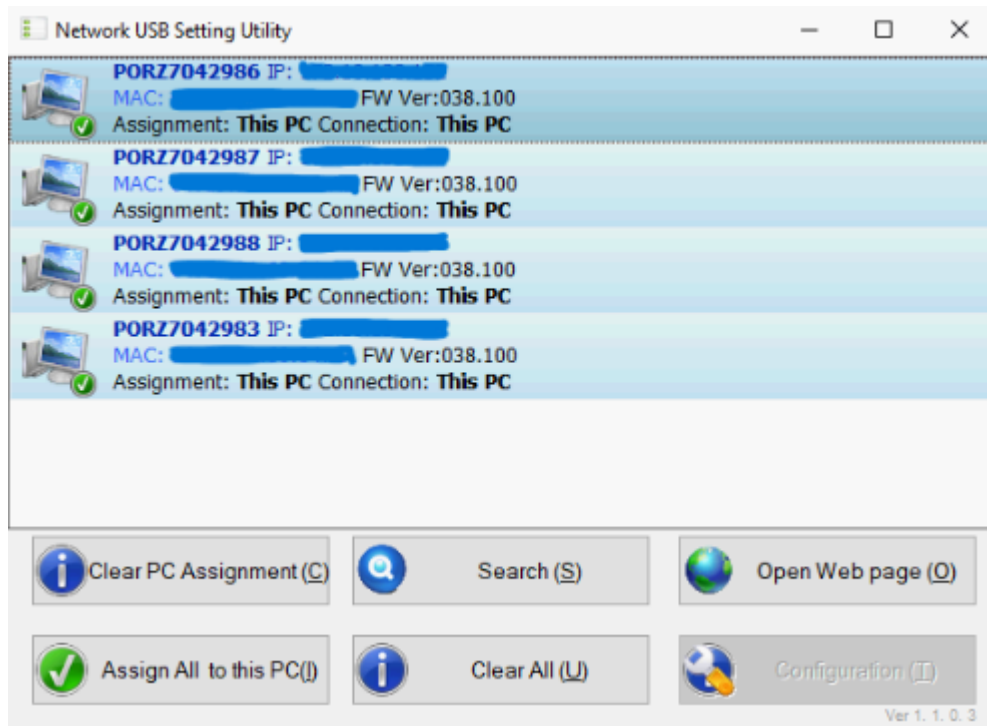 Network USB Setting Utility
PORZ7042986 IP:
MAC: FW Ver:038.100
Assignment: This PC Connection: This PC
PORZ7042987 IP:
MAC: FW Ver:038.100
Assignment: This PC Connection: This PC
PORZ7042988 IP:
MAC: FW Ver:038.100
Assignment: This PC Connection: This PC
PORZ7042983 IP:
MAC: FW Ver:038.100
Assignment: This PC Connection: This PC
Clear PC Assignment (C) Search (S) Open Web page (O)
Assign All to this PC(I) Clear All (U) Configuration (T)
Ver 1. 1. 0. 3